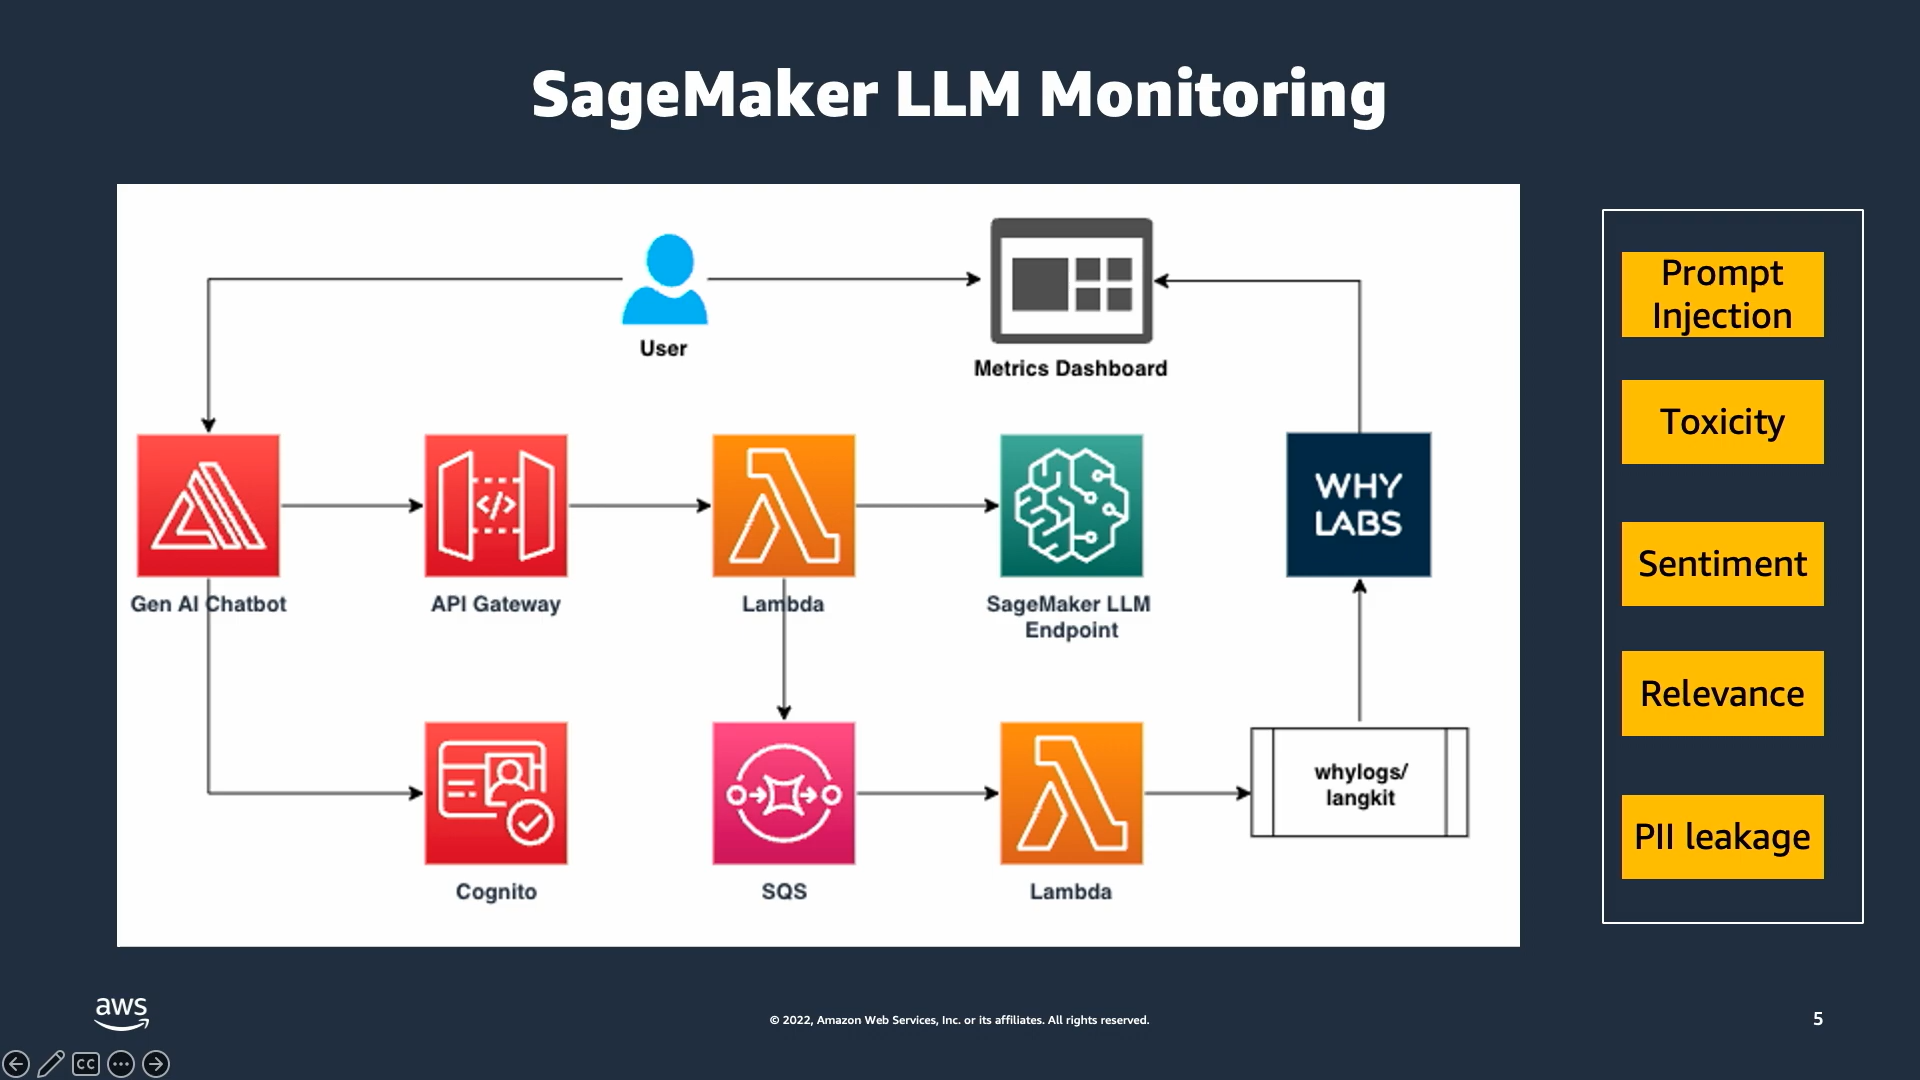 SageMaker LLM Monitoring
User
Metrics Dashboard
Gen AI Chatbot
</>
API Gateway
Lambda
SageMaker LLM
Endpoint
WHY
LABS
Cognito
SQS
Lambda
whylogs/
langkit
Prompt
Injection
Toxicity
Sentiment
Relevance
PII leakage
aws
© 2022, Amazon Web Services, Inc. or its affiliates. All rights reserved.
5
CC